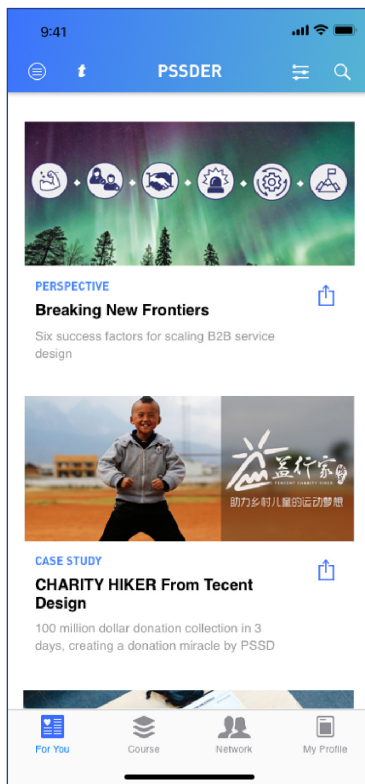 9:41
t
PSSDER
PERSPECTIVE
Breaking New Frontiers
Six success factors for scaling B2B service
design
益行家
TENCENT CHARITY HIKER
助力乡村儿童的运动梦想
CASE STUDY
CHARITY HIKER From Tecent
Design
100 million dollar donation collection in 3
days, creating a donation miracle by PSSD
For You
Course
Network
My Profile